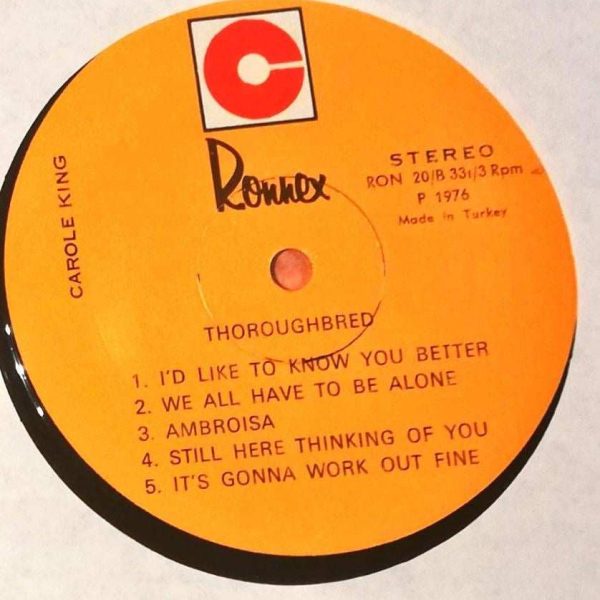 Ronnex
STEREO
RON 20/B 331/3 Rpm
P 1976
Made in Turkey
CAROLE KING
THOROUGHBRED
1. I'D LIKE TO KNOW YOU BETTER
2. WE ALL HAVE TO BE ALONE
3. AMBROISA
4. STILL HERE THINKING OF YOU
5. IT'S GONNA WORK OUT FINE